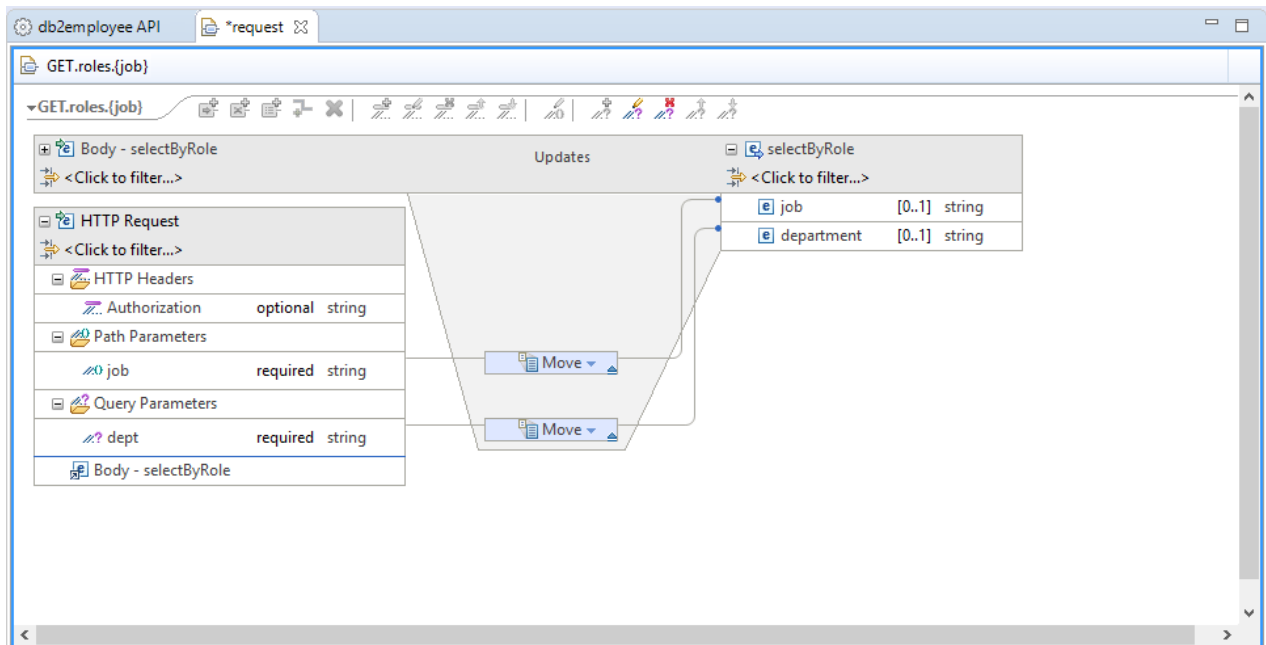 db2employee API
*request
GET.roles.{job}
GET.roles.{job}
Body - selectByRole
Updates
selectByRole
<Click to filter...>
<Click to filter...>
job [0..1] string
HTTP Request
department [0..1] string
<Click to filter...>
HTTP Headers
Authorization optional string
Path Parameters
job required string
Move
Query Parameters
dept required string
Move
Body - selectByRole